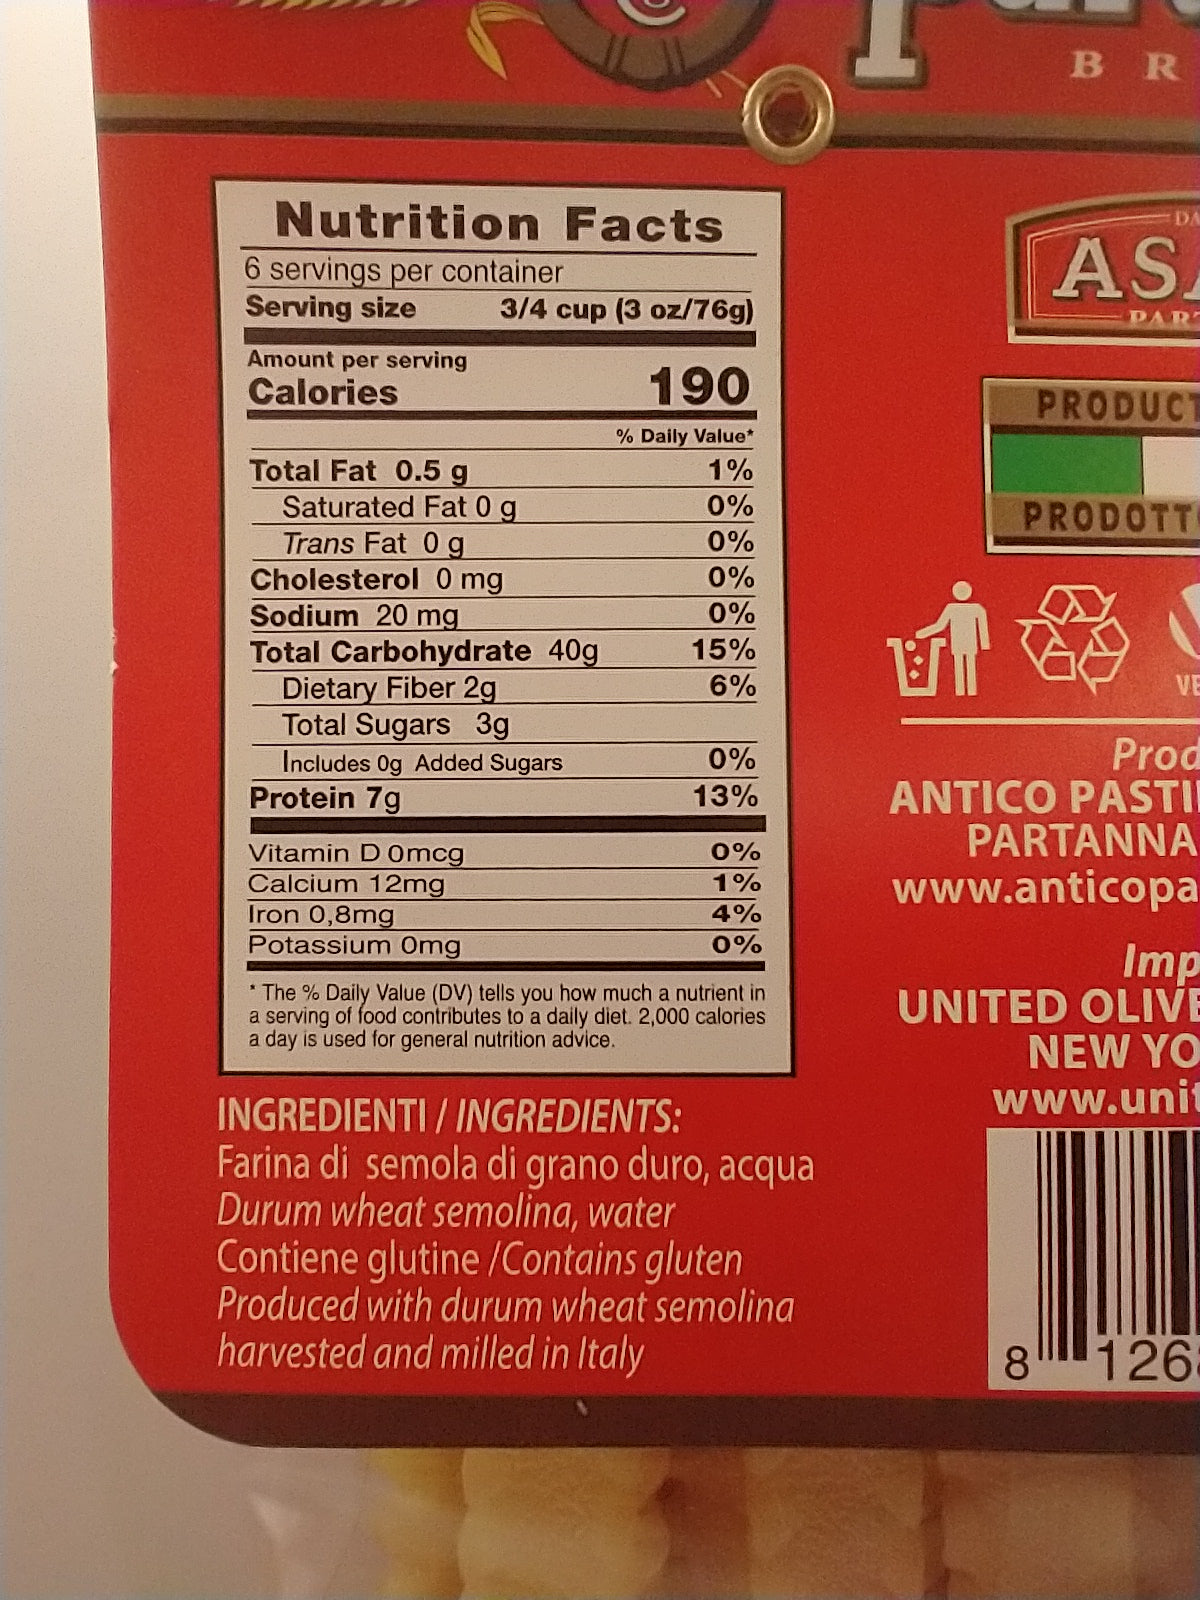 B R
Nutrition Facts
6 servings per container
Serving size 3/4 cup (3 oz/76g)
Amount per serving
Calories 190
% Daily Value*
Total Fat 0.5 g 1%
Saturated Fat 0 g 0%
Trans Fat 0 g 0%
Cholesterol 0 mg 0%
Sodium 20 mg 0%
Total Carbohydrate 40g 15%
Dietary Fiber 2g 6%
Total Sugars 3g
Includes 0g Added Sugars 0%
Protein 7g 13%
Vitamin D 0mcg 0%
Calcium 12mg 1%
Iron 0,8mg 4%
Potassium 0mg 0%
* The % Daily Value (DV) tells you how much a nutrient in
a serving of food contributes to a daily diet. 2,000 calories
a day is used for general nutrition advice.
INGREDIENTI / INGREDIENTS:
Farina di semola di grano duro, acqua
Durum wheat semolina, water
Contiene glutine /Contains gluten
Produced with durum wheat semolina
harvested and milled in Italy
DA
AS
PART
PRODUCT
PRODOTT
VE
Prod
ANTICO PASTI
PARTANNA
www.anticopa
Imp
UNITED OLIVE
NEW YO
www.unit
8 126